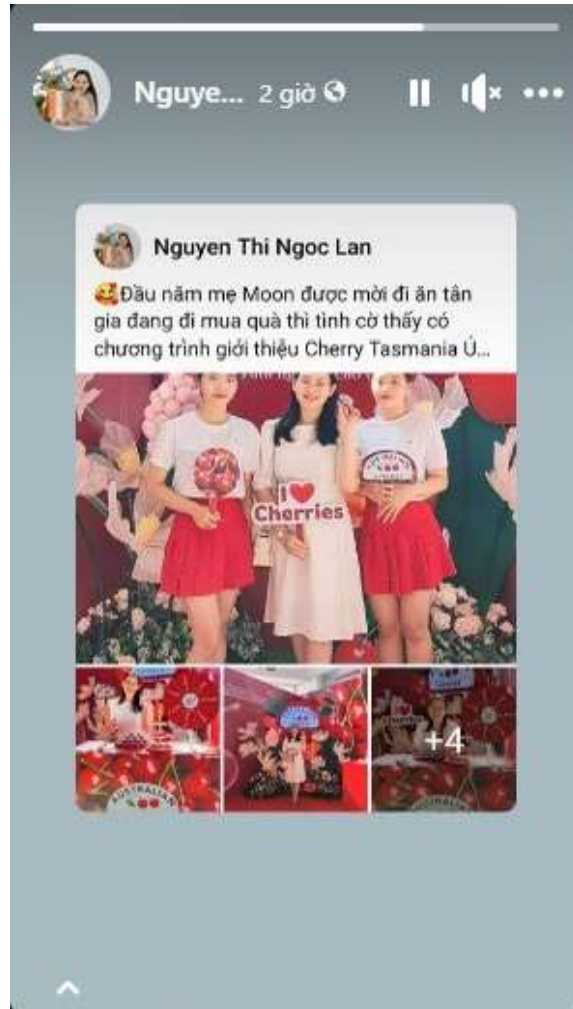 Nguye... 2 giờ
Nguyen Thi Ngoc Lan
🥰Đầu năm mẹ Moon được mời đi ăn tân
gia đang đi mua quà thì tình cờ thấy có
chương trình giới thiệu Cherry Tasmania Ú...
I ❤ Cherries
+4
AUSTRALIAN
AUSTRALIAN